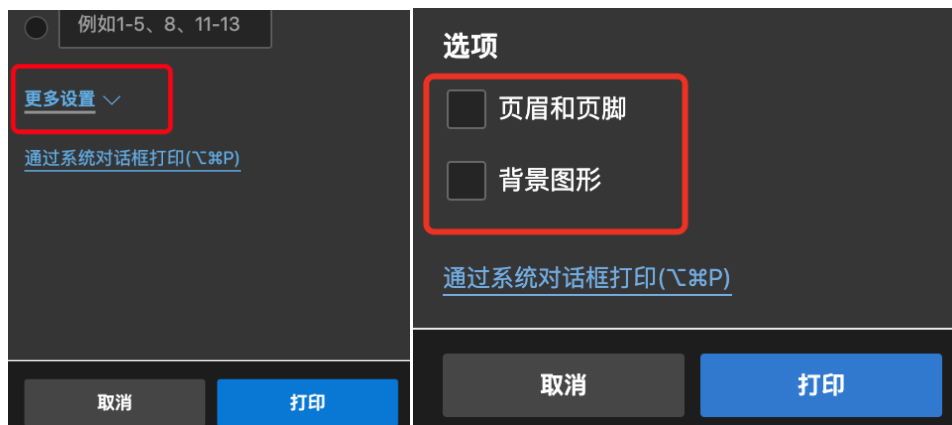 例如1-5、8、11-13
更多设置
通过系统对话框打印(⌥⌘P)
取消
打印
选项
页眉和页脚
背景图形
通过系统对话框打印(⌥⌘P)
取消
打印